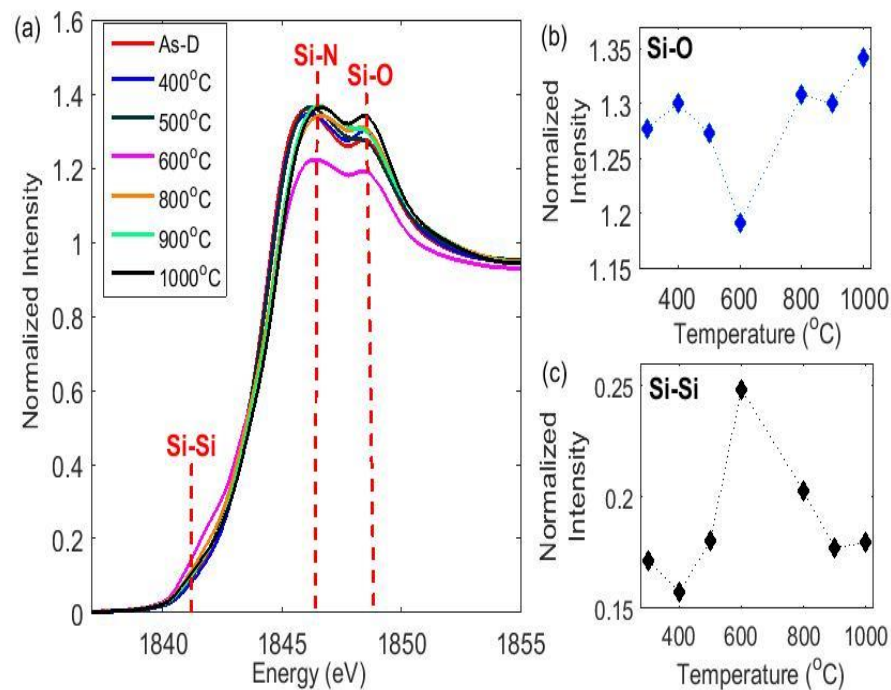 (a)
Normalized Intensity
1.6
1.4
1.2
1
0.8
0.6
0.4
0.2
0
As-D
400°C
500°C
600°C
800°C
900°C
1000°C
Si-N
Si-O
Si-Si
1840
1845
1850
1855
Energy (eV)
(b)
Si-O
Normalized
Intensity
1.35
1.3
1.25
1.2
1.15
400
600
800
1000
Temperature (°C)
(c)
Si-Si
Normalized
Intensity
0.25
0.2
0.15
400
600
800
1000
Temperature (°C)